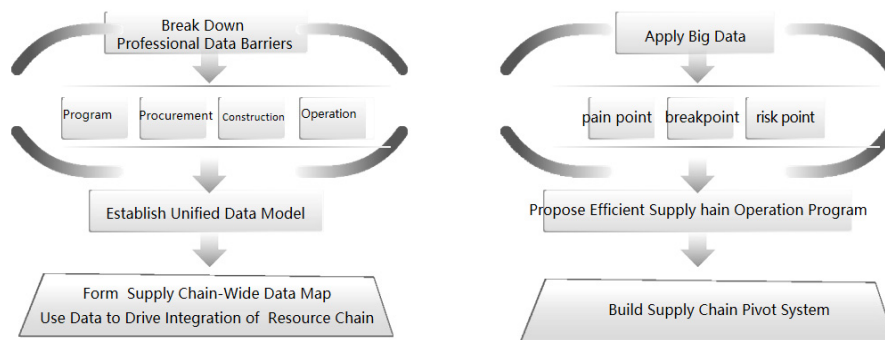 Break Down
Professional Data Barriers
Program
Procurement
Construction
Operation
Establish Unified Data Model
Form Supply Chain-Wide Data Map
Use Data to Drive Integration of Resource Chain
Apply Big Data
pain point
breakpoint
risk point
Propose Efficient Supply hain Operation Program
Build Supply Chain Pivot System